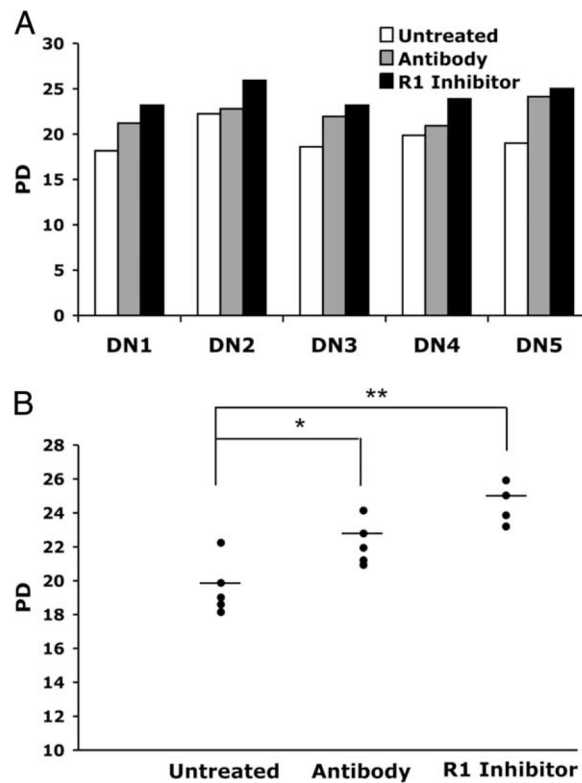 A
Untreated
Antibody
R1 Inhibitor
30
25
20
15
10
5
0
PD
DN1 DN2 DN3 DN4 DN5
B
**
*
28
26
24
22
20
18
16
14
12
10
PD
Untreated Antibody R1 Inhibitor